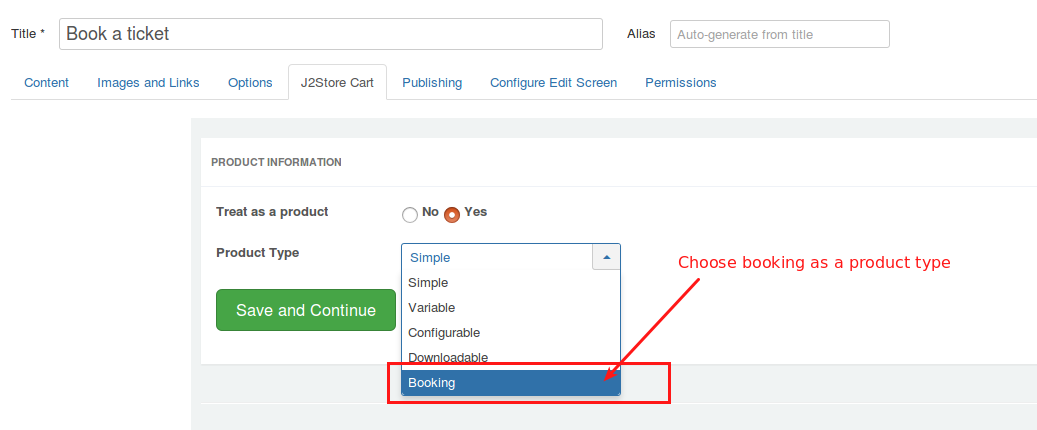 Title * Book a ticket Alias Auto-generate from title
Content Images and Links Options J2Store Cart Publishing Configure Edit Screen Permissions
PRODUCT INFORMATION
Treat as a product No Yes
Product Type Simple
Choose booking as a product type
Simple
Variable
Save and Continue
Configurable
Downloadable
Booking